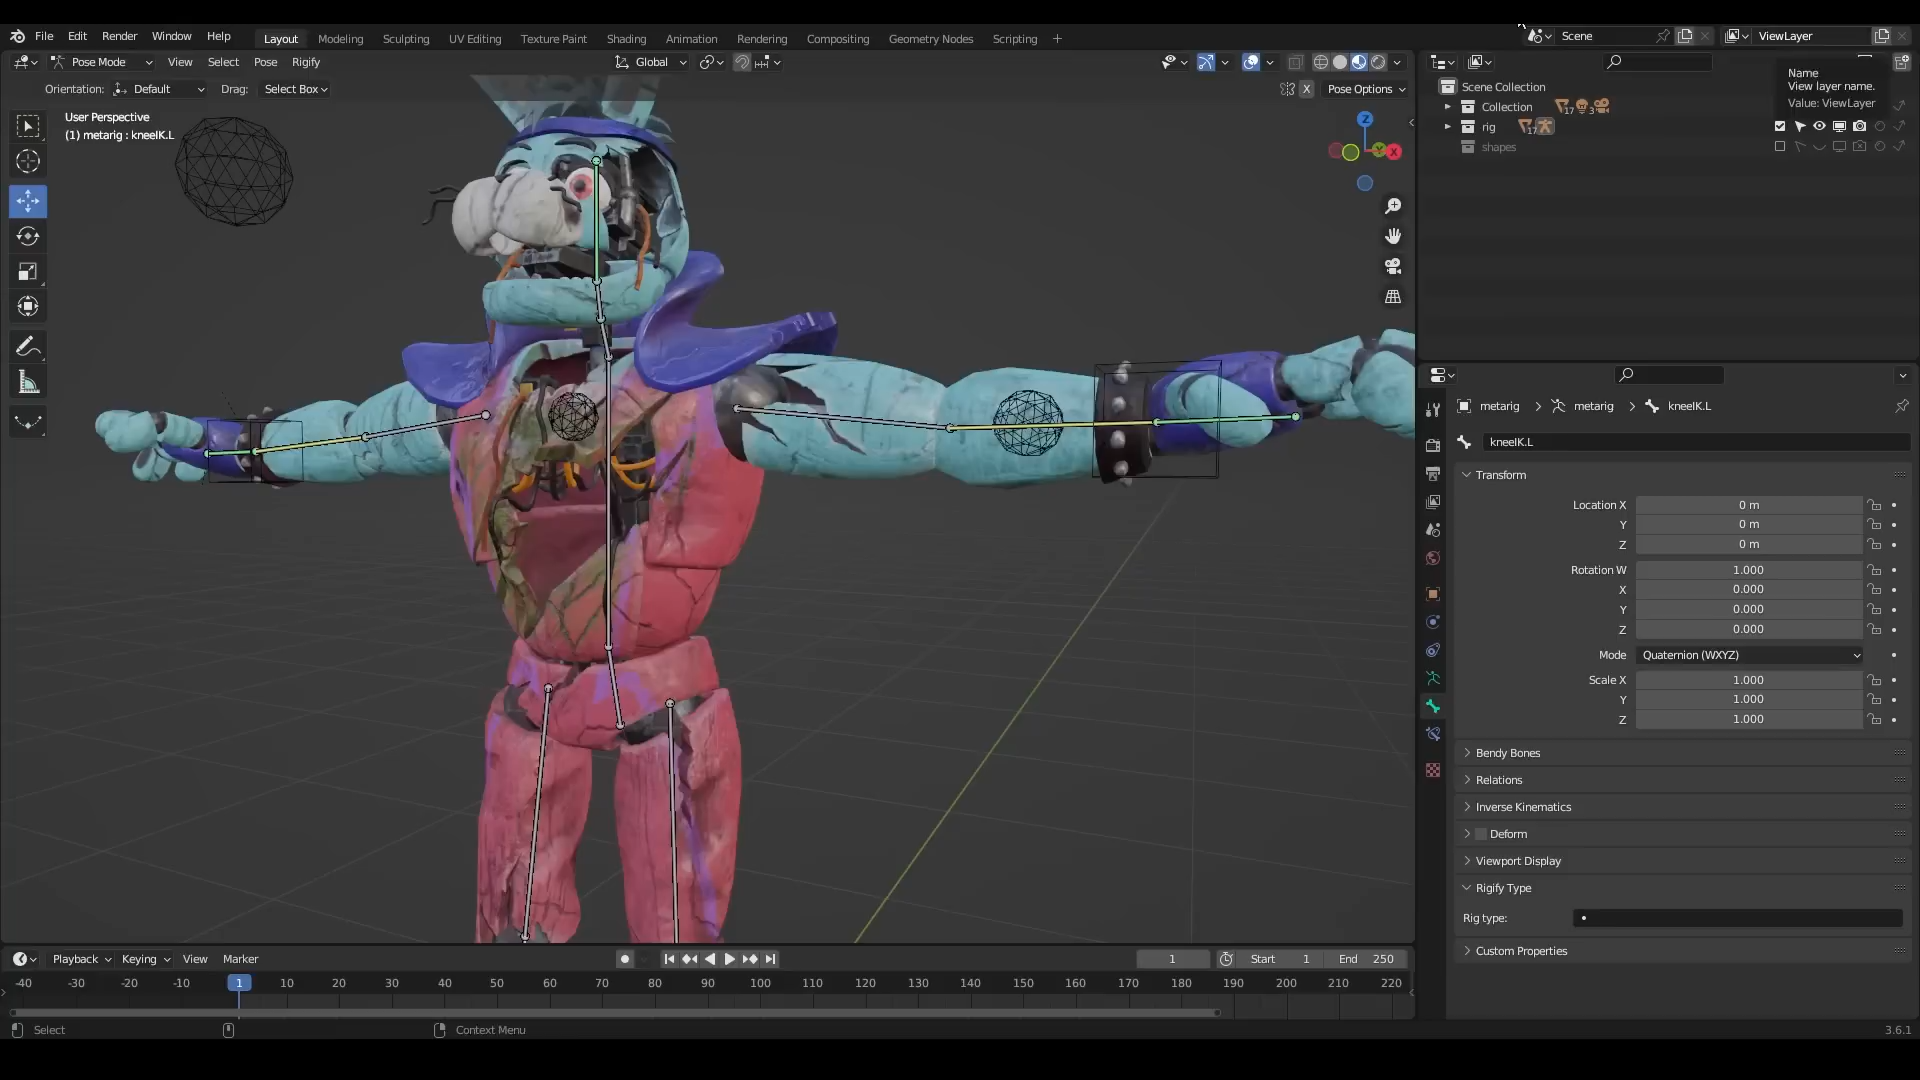 File Edit Render Window Help Layout Modeling Sculpting UV Editing Texture Paint Shading Animation Rendering Compositing Geometry Nodes Scripting + Scene ViewLayer
Pose Mode View Select Pose Rigify Global
Orientation: Default Drag: Select Box X Pose Options
User Perspective
(1) metarig : kneeIK.L
Z
X
Scene Collection
Collection 17 3
rig 17
shapes
Name
View layer name.
Value: ViewLayer
metarig metarig kneeIK.L
kneeIK.L
Transform
Location X 0 m
Y 0 m
Z 0 m
Rotation W 1.000
X 0.000
Y 0.000
Z 0.000
Mode Quaternion (WXYZ)
Scale X 1.000
Y 1.000
Z 1.000
Bendy Bones
Relations
Inverse Kinematics
Deform
Viewport Display
Rigify Type
Rig type:
Custom Properties
Playback Keying View Marker 1 Start 1 End 250
-40 -30 -20 -10 1 10 20 30 40 50 60 70 80 90 100 110 120 130 140 150 160 170 180 190 200 210 220
Select Context Menu 3.6.1